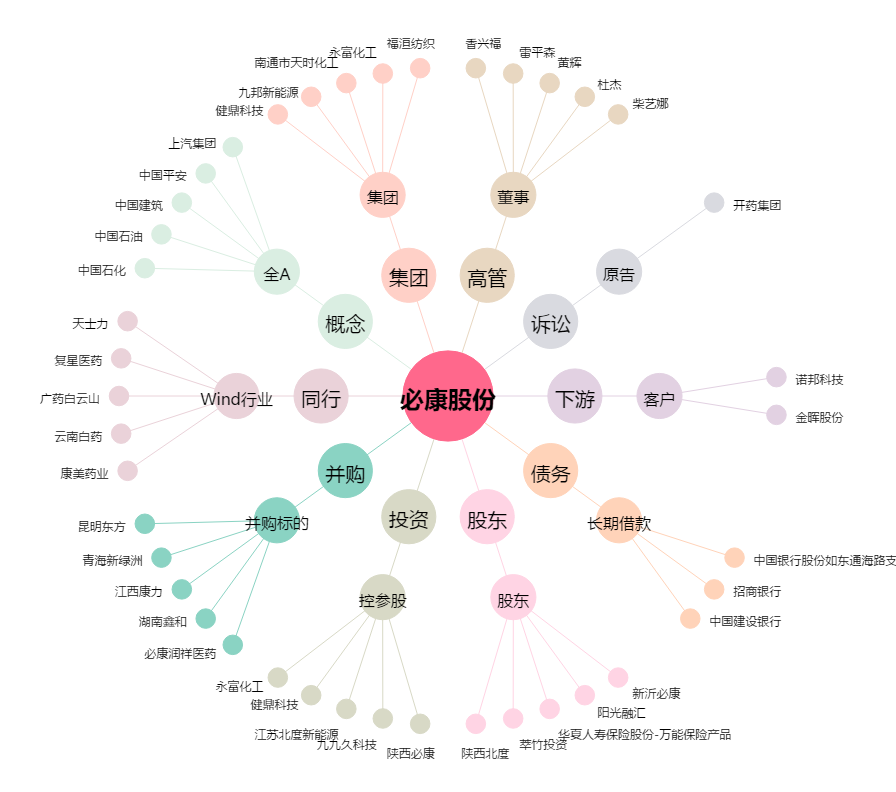 福洹纺织
香兴福
永富化工
雷平森
南通市天时化工
黄辉
九邦新能源
杜杰
健鼎科技
柴艺娜
上汽集团
集团
董事
中国平安
中国建筑
开药集团
中国石油
中国石化
全A
集团
高管
原告
天士力
概念
诉讼
复星医药
诺邦科技
广药白云山
Wind行业
同行
必康股份
下游
客户
金晖股份
云南白药
康美药业
并购
债务
昆明东方
并购标的
投资
股东
长期借款
青海新绿洲
中国银行股份如东通海路支
江西康力
招商银行
湖南鑫和
控参股
股东
中国建设银行
必康润祥医药
永富化工
新沂必康
健鼎科技
阳光融汇
江苏北度新能源
华夏人寿保险股份-万能保险产品
九九久科技
萃竹投资
陕西必康
陕西北度